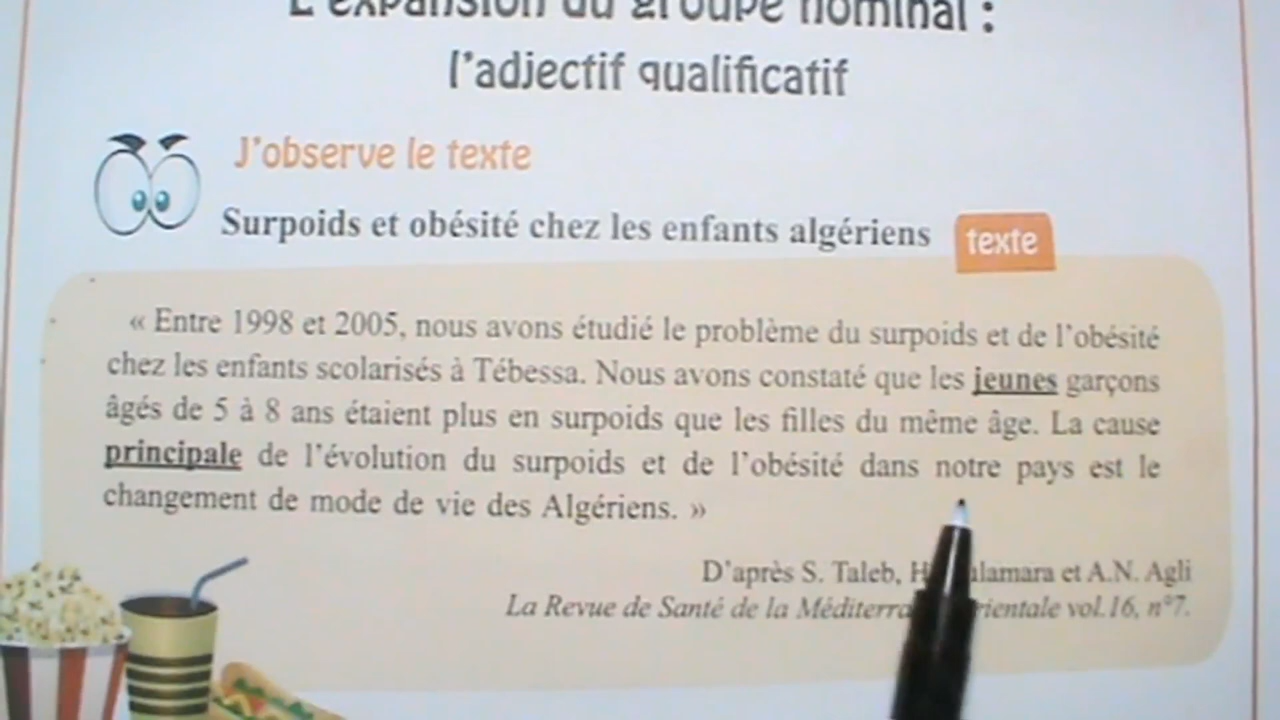 L'expansion du groupe nominal :
l'adjectif qualificatif
J'observe le texte
Surpoids et obésité chez les enfants algériens
texte
« Entre 1998 et 2005, nous avons étudié le problème du surpoids et de l'obésité
chez les enfants scolarisés à Tébessa. Nous avons constaté que les jeunes garçons
âgés de 5 à 8 ans étaient plus en surpoids que les filles du même âge. La cause
principale de l'évolution du surpoids et de l'obésité dans notre pays est le
changement de mode de vie des Algériens. »
D'après S. Taleb, et A.N. Agli
La Revue de Santé de la vol.16, n°7.